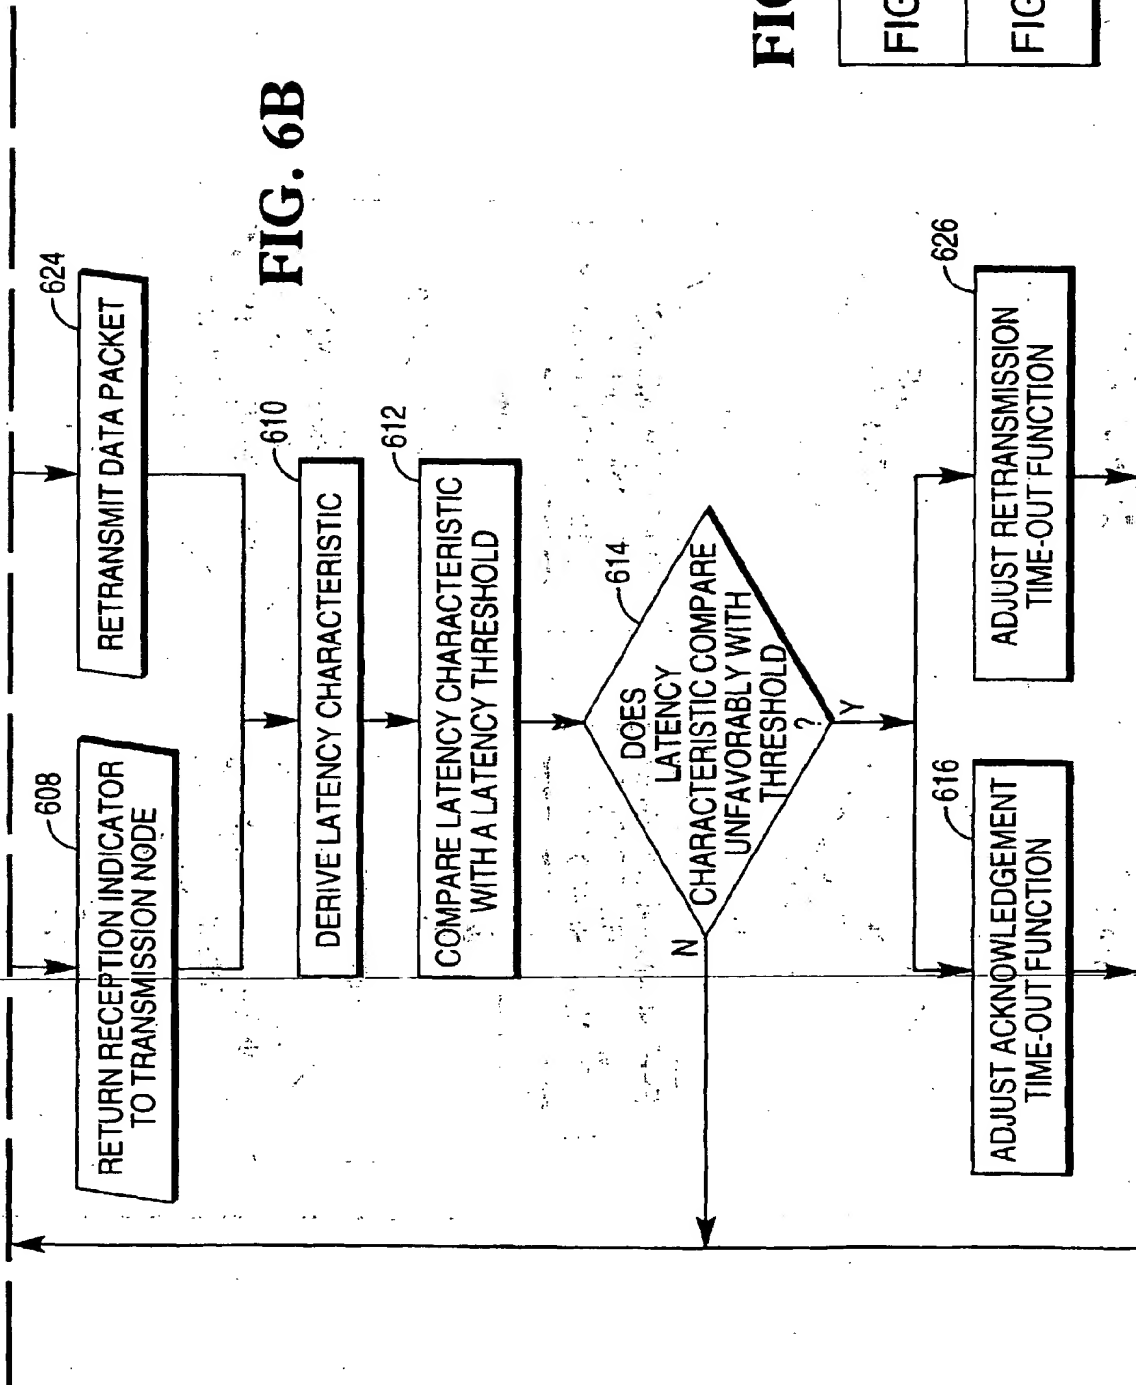 608
RETURN RECEPTION INDICATOR
TO TRANSMISSION NODE
624
RETRANSMIT DATA PACKET
FIG. 6B
610
DERIVE LATENCY CHARACTERISTIC
612
COMPARE LATENCY CHARACTERISTIC
WITH A LATENCY THRESHOLD
614
DOES
LATENCY
CHARACTERISTIC COMPARE
UNFAVORABLY WITH
THRESHOLD
?
N
Y
616
ADJUST ACKNOWLEDGEMENT
TIME-OUT FUNCTION
626
ADJUST RETRANSMISSION
TIME-OUT FUNCTION
FIG
FIG